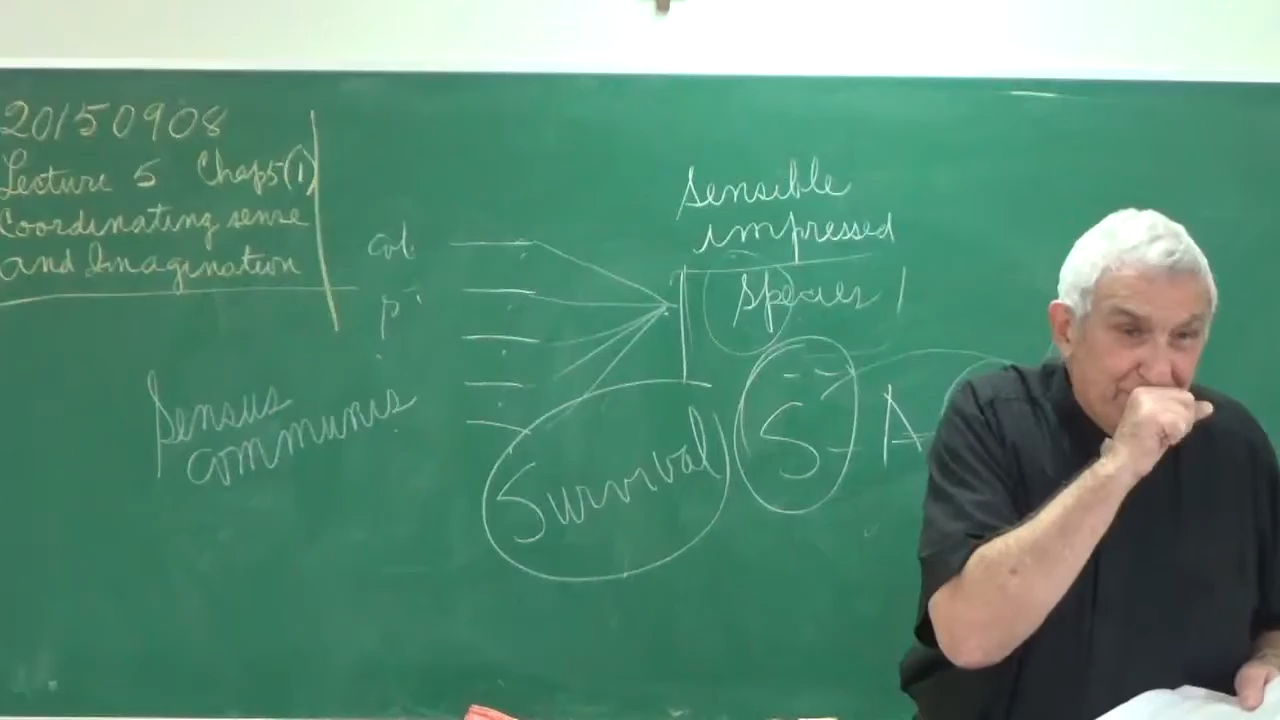 20150908
Lecture 5 Chap5(1)
Coordinating sense
and Imagination
sensible
impressed
species
col
p
Sensus
communis
Survival
S
A